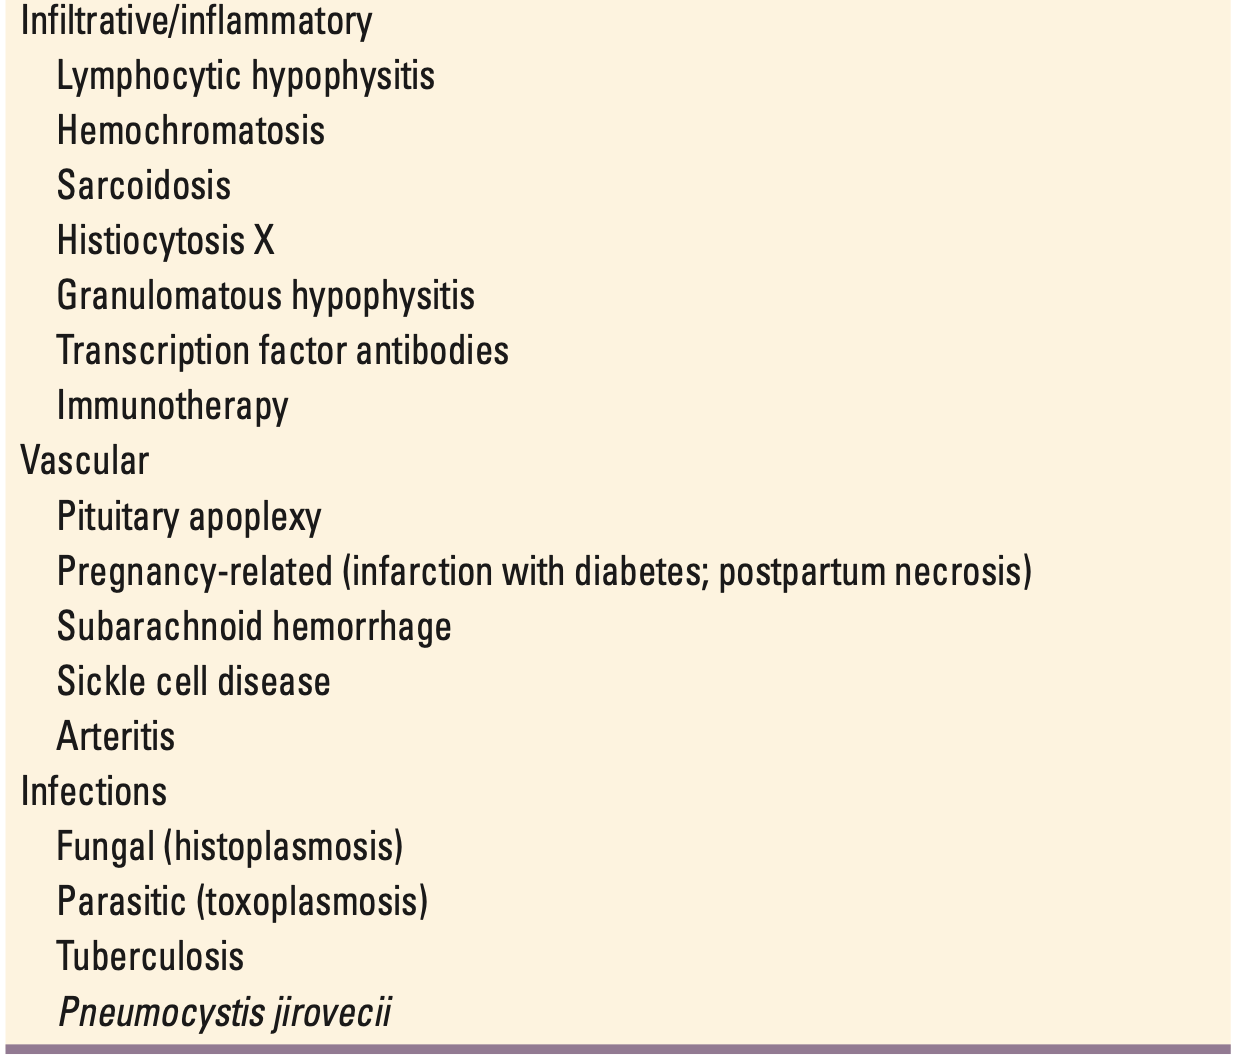 Infiltrative/inflammatory
Lymphocytic hypophysitis
Hemochromatosis
Sarcoidosis
Histiocytosis X
Granulomatous hypophysitis
Transcription factor antibodies
Immunotherapy
Vascular
Pituitary apoplexy
Pregnancy-related (infarction with diabetes; postpartum necrosis)
Subarachnoid hemorrhage
Sickle cell disease
Arteritis
Infections
Fungal (histoplasmosis)
Parasitic (toxoplasmosis)
Tuberculosis
Pneumocystis jirovecii